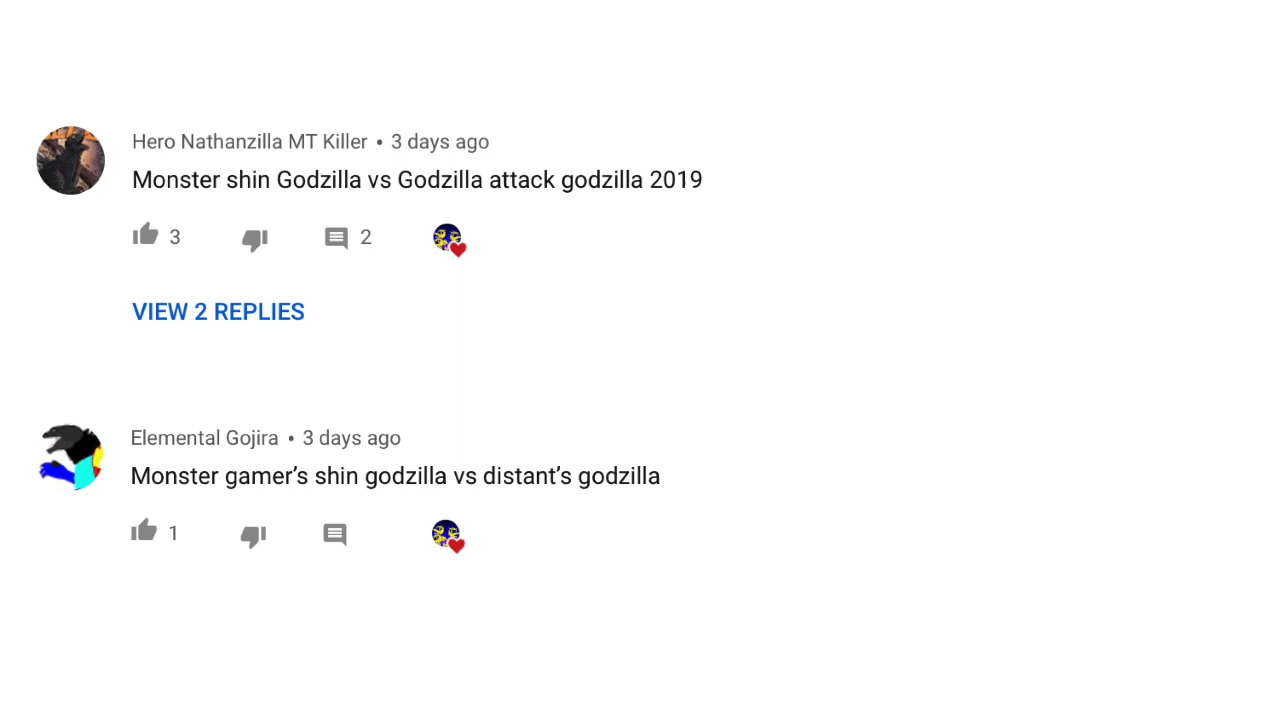 Hero Nathanzilla MT Killer • 3 days ago
Monster shin Godzilla vs Godzilla attack godzilla 2019
3 2
VIEW 2 REPLIES
Elemental Gojira • 3 days ago
Monster gamer’s shin godzilla vs distant’s godzilla
1